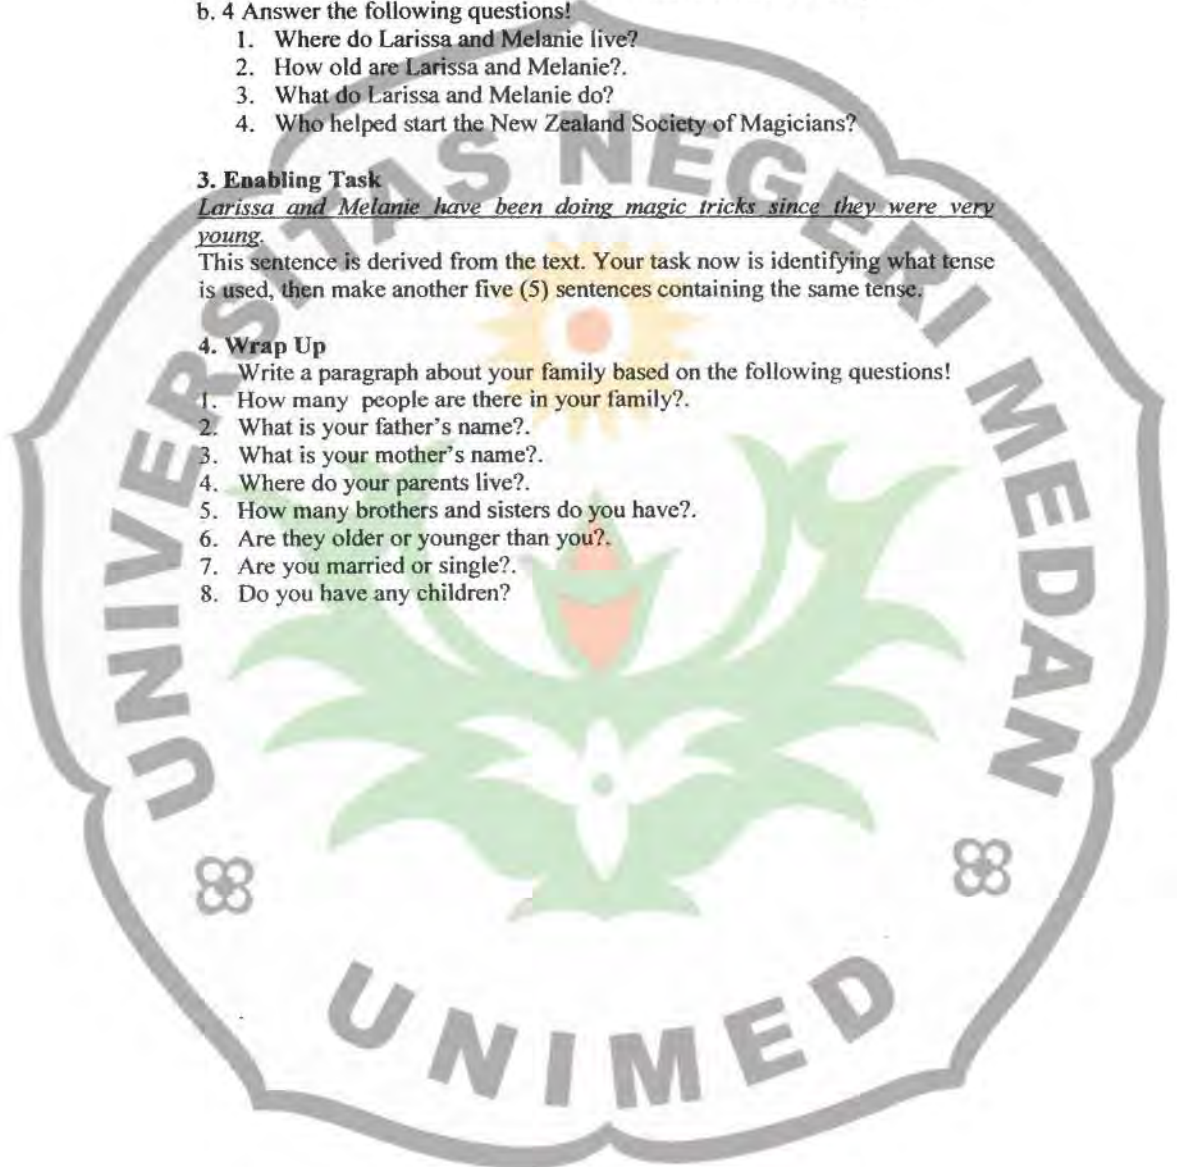 b. 4 Answer the following questions!
1. Where do Larissa and Melanie live?
2. How old are Larissa and Melanie?.
3. What do Larissa and Melanie do?
4. Who helped start the New Zealand Society of Magicians?
3. Enabling Task
Larissa and Melanie have been doing magic tricks since they were very
young.
This sentence is derived from the text. Your task now is identifying what tense
is used, then make another five (5) sentences containing the same tense.
4. Wrap Up
Write a paragraph about your family based on the following questions!
1. How many people are there in your family?.
2. What is your father's name?.
3. What is your mother's name?.
4. Where do your parents live?.
5. How many brothers and sisters do you have?.
6. Are they older or younger than you?.
7. Are you married or single?.
8. Do you have any children?
UNIVERSITAS NEGERI MEDAN
UNIMED